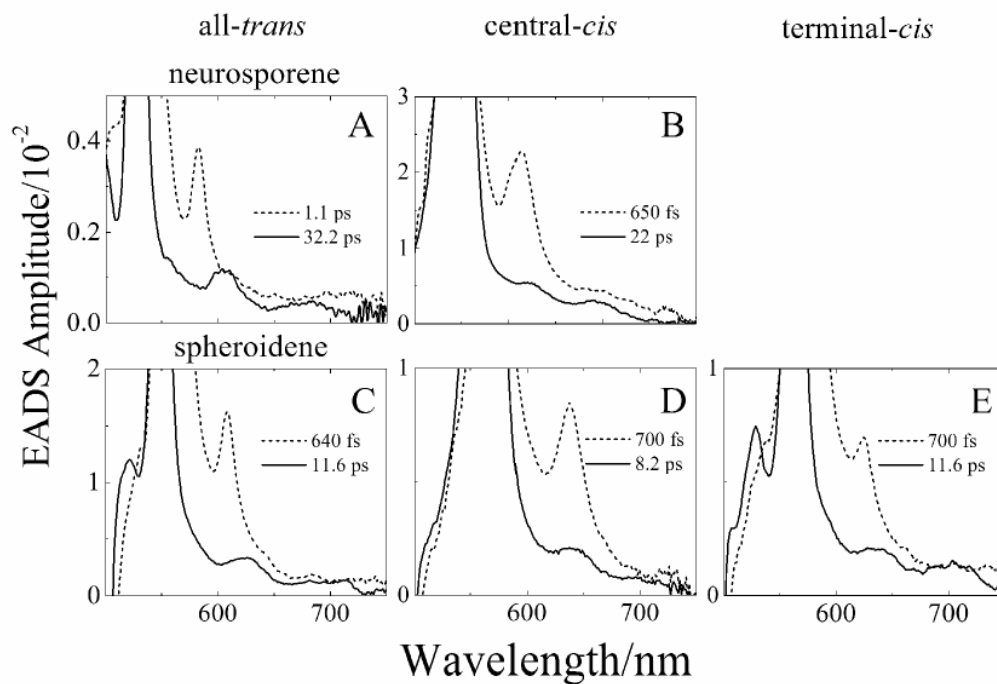 all-trans
central-cis
terminal-cis
neurosporene
A
B
0.4
0.2
0.0
1.1 ps
32.2 ps
3
2
1
0
650 fs
22 ps
EADS Amplitude/10-2
spheroidene
C
D
E
2
1
0
640 fs
11.6 ps
600
700
1
0
700 fs
8.2 ps
600
700
1
0
700 fs
11.6 ps
600
700
Wavelength/nm